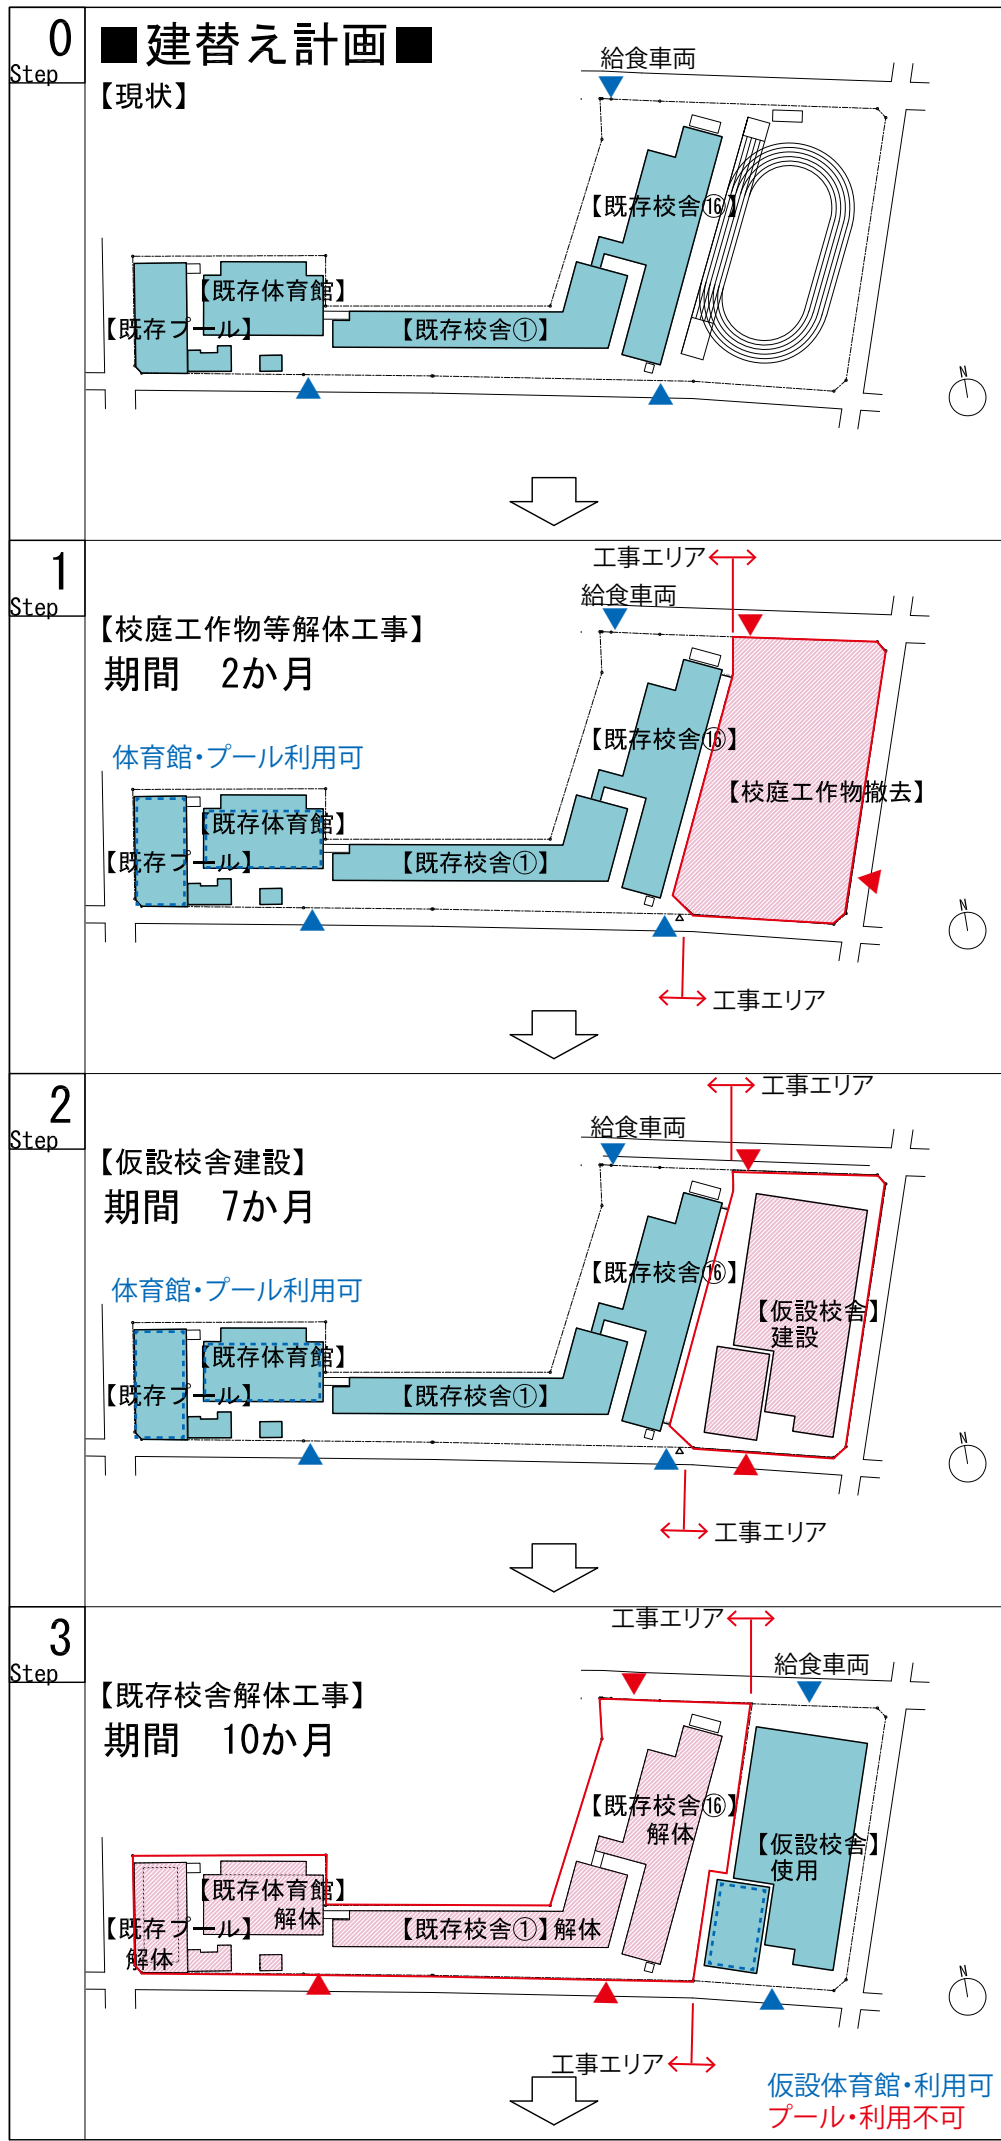 0
Step
■建替え計画■
【現状】
給食車両
【既存校舎⑯】
【既存体育館】
【既存プール】
【既存校舎①】
N
1
Step
工事エリア
給食車両
【校庭工作物等解体工事】
期間 2か月
体育館・プール利用可
【既存校舎⑯】
【校庭工作物撤去】
【既存体育館】
【既存プール】
【既存校舎①】
N
工事エリア
2
Step
工事エリア
給食車両
【仮設校舎建設】
期間 7か月
体育館・プール利用可
【既存校舎⑯】
【仮設校舎】
建設
【既存体育館】
【既存プール】
【既存校舎①】
N
工事エリア
3
Step
工事エリア
給食車両
【既存校舎解体工事】
期間 10か月
【既存校舎⑯】
解体
【仮設校舎】
使用
【既存体育館】
解体
【既存プール】
解体
【既存校舎①】解体
N
工事エリア
仮設体育館・利用可
プール・利用不可